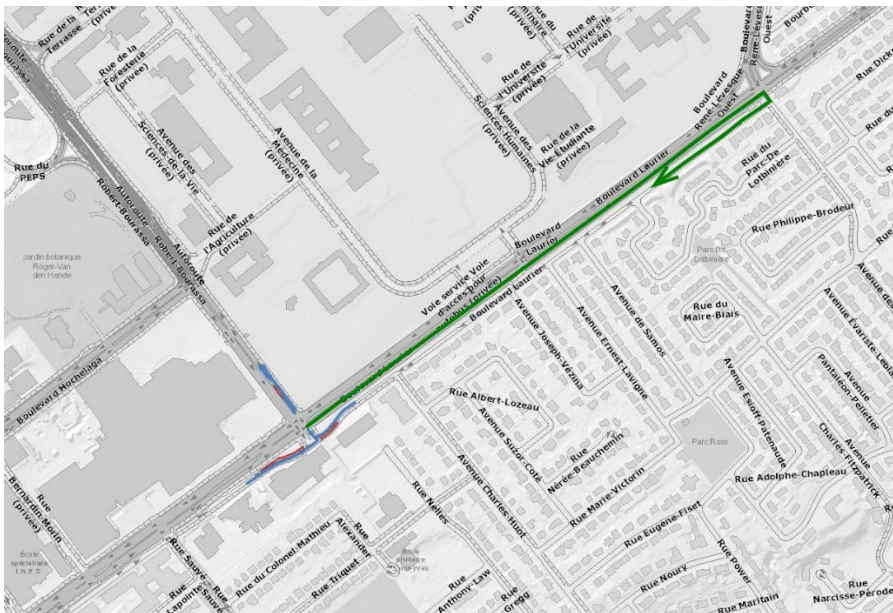 Rue de la
Terrasse
Autoroute
Rue de la
Foresterie
(privée)
Avenue des
Sciences-de-la-Vie
(privée)
Avenue de la
Médecine
(privée)
Rue de
l'Université
(privée)
Rue de
l'Université
(privée)
Avenue des
Sciences-Humaines
(privée)
Rue de la
Vie-Étudiante
(privée)
Boulevard
René-Lévesque
Ouest
Boulevard
René-Lévesque
Ouest
Rue Dick
Rue du
PEPS
Autoroute
Robert-Bourassa
Autoroute
Robert-Bourassa
Rue de
l'Agriculture
(privée)
Jardin botanique
Roger-Van
den Hende
Boulevard Laurier
Boulevard
Laurier
Voie service Voie
d'accès pour
autobus (privée)
Boulevard Laurier
Boulevard Laurier
Rue du
Parc-De
Lotbinière
Parc De
Lotbinière
Rue Philippe-Brodeur
Rue du
Maire-Blais
Avenue de Samos
Avenue Ernest-Lavigne
Avenue Joseph-Vézina
Avenue
Pantaléon-Pelletier
Avenue Esioff-Patenaude
Avenue
Charles-Fitzpatrick
Boulevard Hochelaga
Rue Albert-Lozeau
Avenue Suzor-Coté
Avenue Charles-Huot
Rue
Nérée-Beauchemin
Rue Marie-Victorin
Parc Ross
Rue Adolphe-Chapleau
Rue Eugène-Fiset
Rue Nelles
Rue
Bernardin-Morin
(privée)
École
spécialisée
Rue Sauvé
Rue
Lapointe
Rue du Colonel-Mathieu
Rue
Alexander
Rue Triquet
École
primaire
Rue
Anthony-Law
Rue
Gregg
Rue Noury
Rue Power
Rue Maritain
Rue